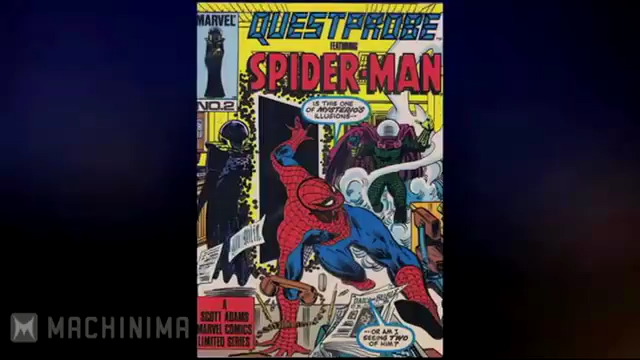 MARVEL
QUESTPROBE
FEATURING
SPIDER-MAN
NO.2
IS THIS ONE
OF MYSTERIO'S
ILLUSIONS--
A
SCOTT ADAMS
MARVEL COMICS
LIMITED SERIES
--OR AM I
SEEING TWO
OF HIM?
MACHINIMA